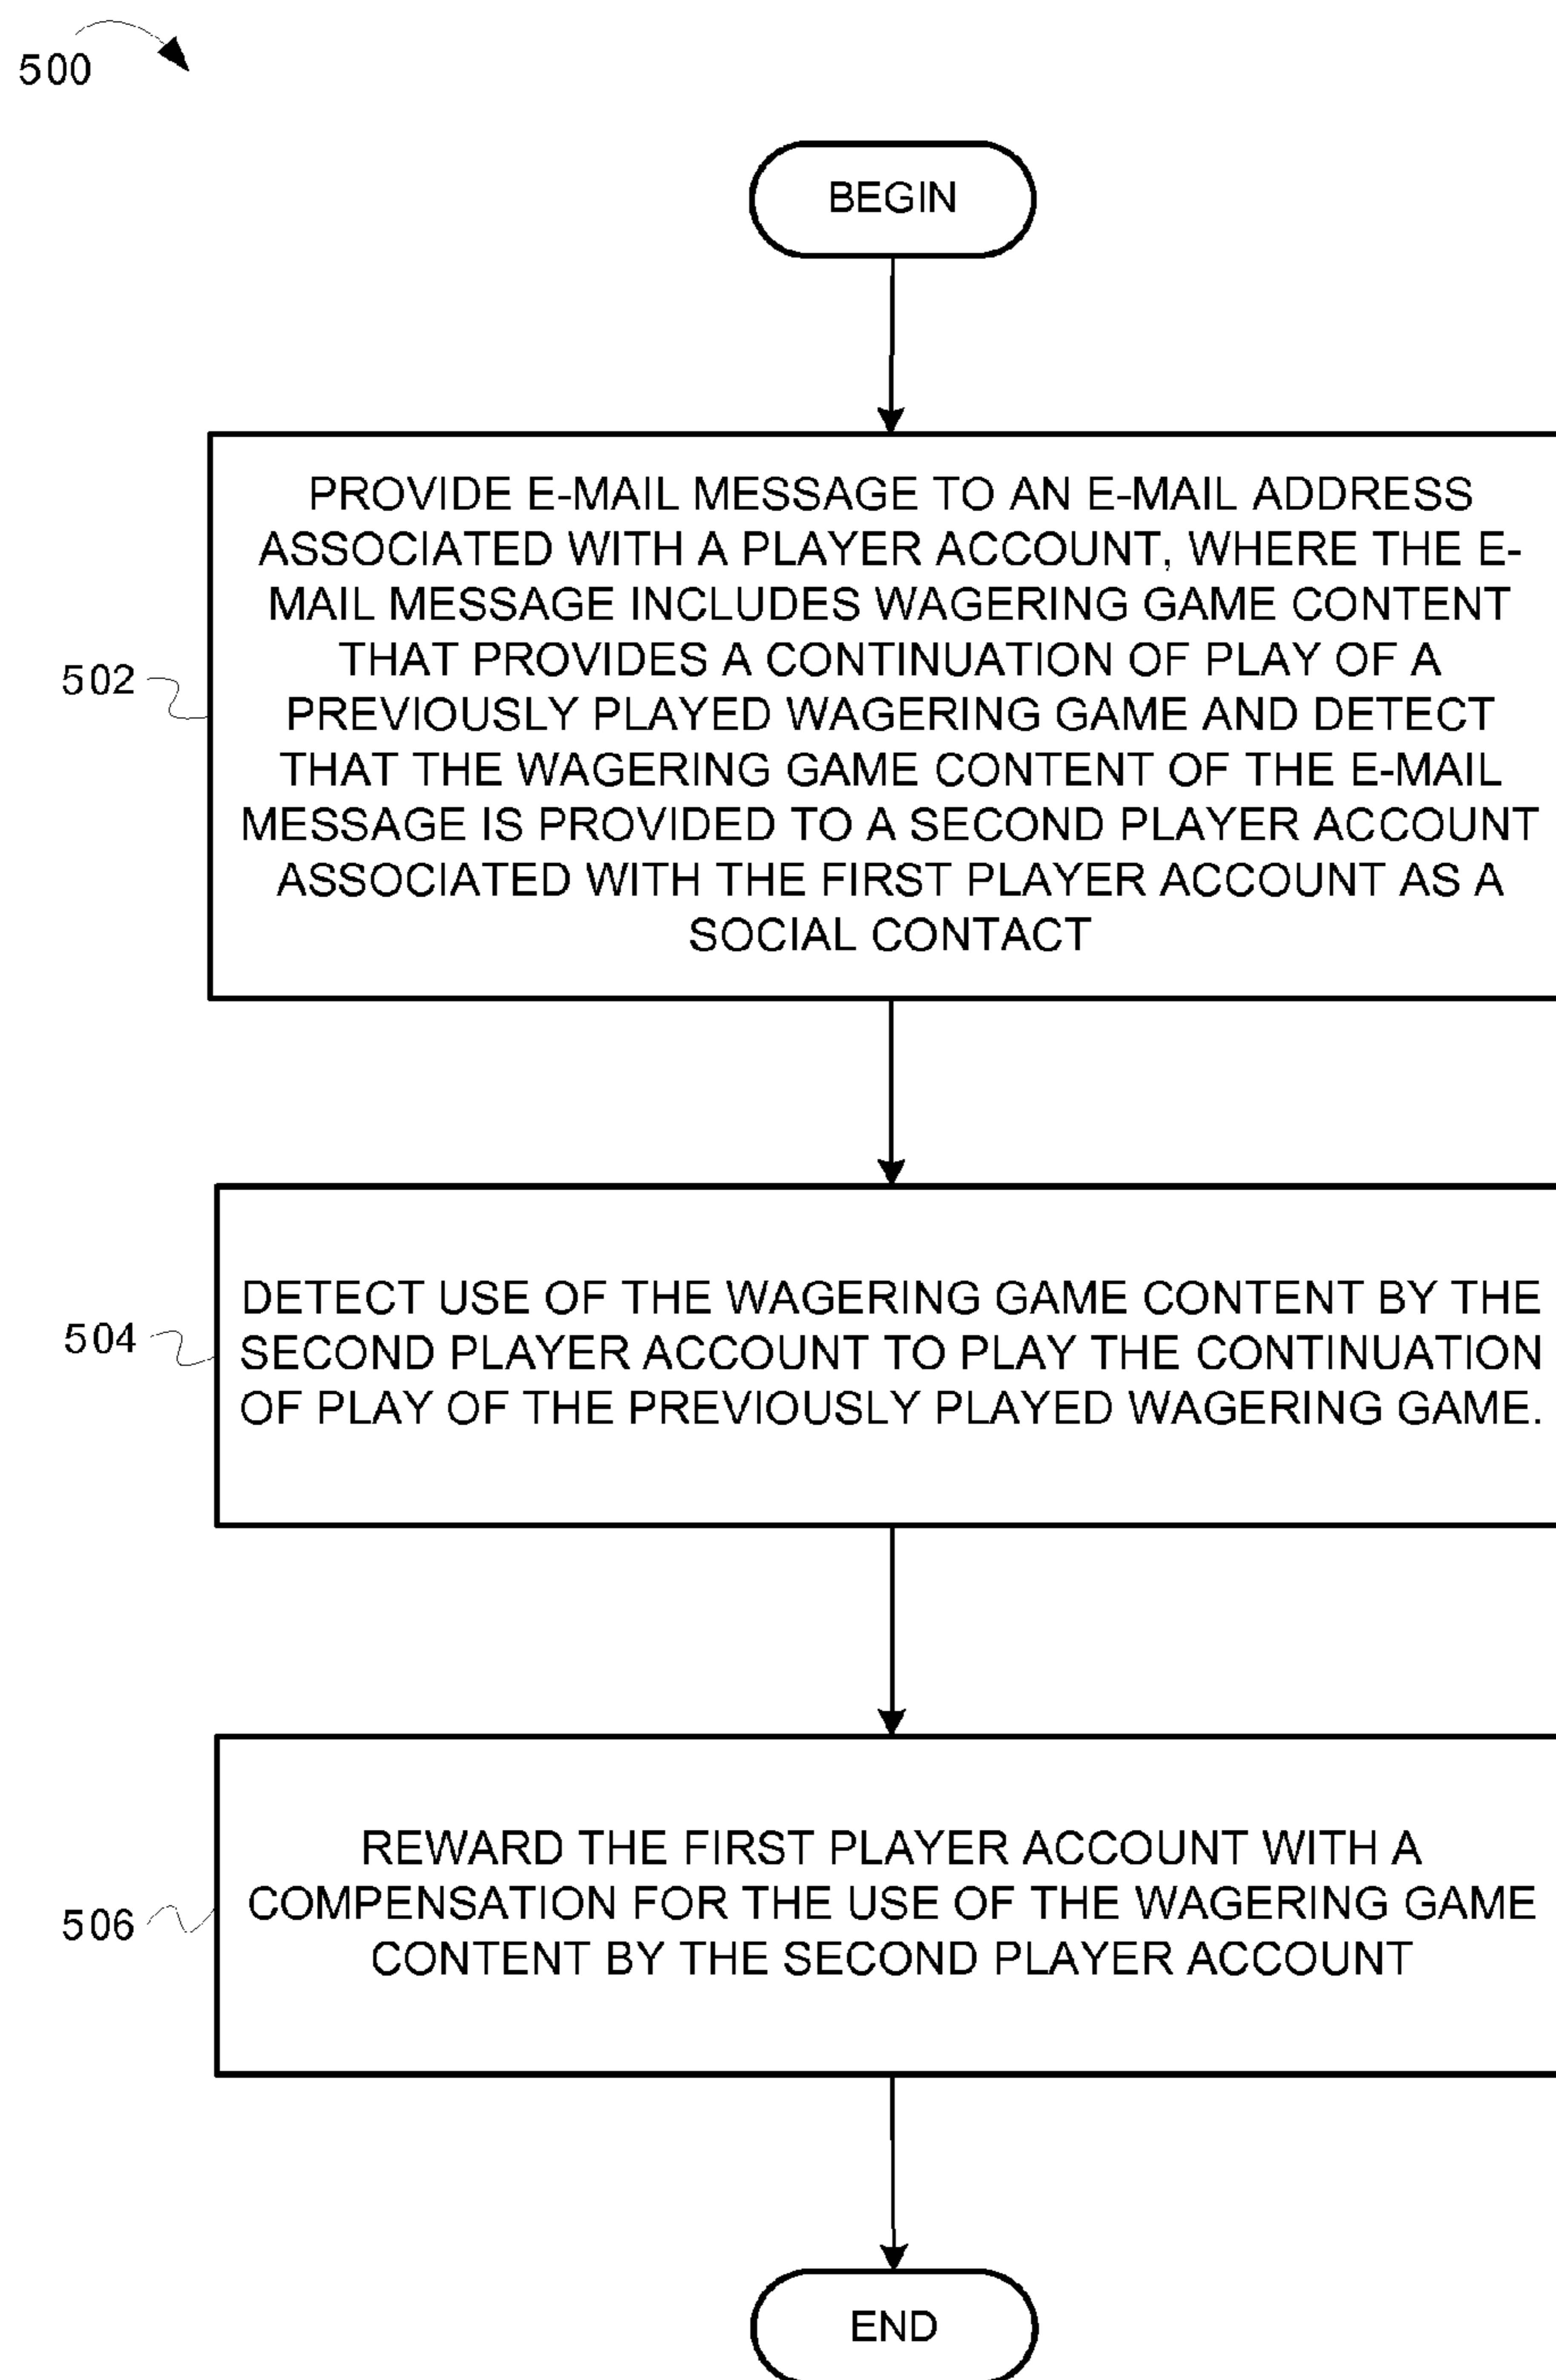 500
BEGIN
PROVIDE E-MAIL MESSAGE TO AN E-MAIL ADDRESS
ASSOCIATED WITH A PLAYER ACCOUNT, WHERE THE E-
MAIL MESSAGE INCLUDES WAGERING GAME CONTENT
THAT PROVIDES A CONTINUATION OF PLAY OF A
PREVIOUSLY PLAYED WAGERING GAME AND DETECT
THAT THE WAGERING GAME CONTENT OF THE E-MAIL
MESSAGE IS PROVIDED TO A SECOND PLAYER ACCOUNT
ASSOCIATED WITH THE FIRST PLAYER ACCOUNT AS A
SOCIAL CONTACT
502
DETECT USE OF THE WAGERING GAME CONTENT BY THE
SECOND PLAYER ACCOUNT TO PLAY THE CONTINUATION
OF PLAY OF THE PREVIOUSLY PLAYED WAGERING GAME.
504
REWARD THE FIRST PLAYER ACCOUNT WITH A
COMPENSATION FOR THE USE OF THE WAGERING GAME
CONTENT BY THE SECOND PLAYER ACCOUNT
506
END